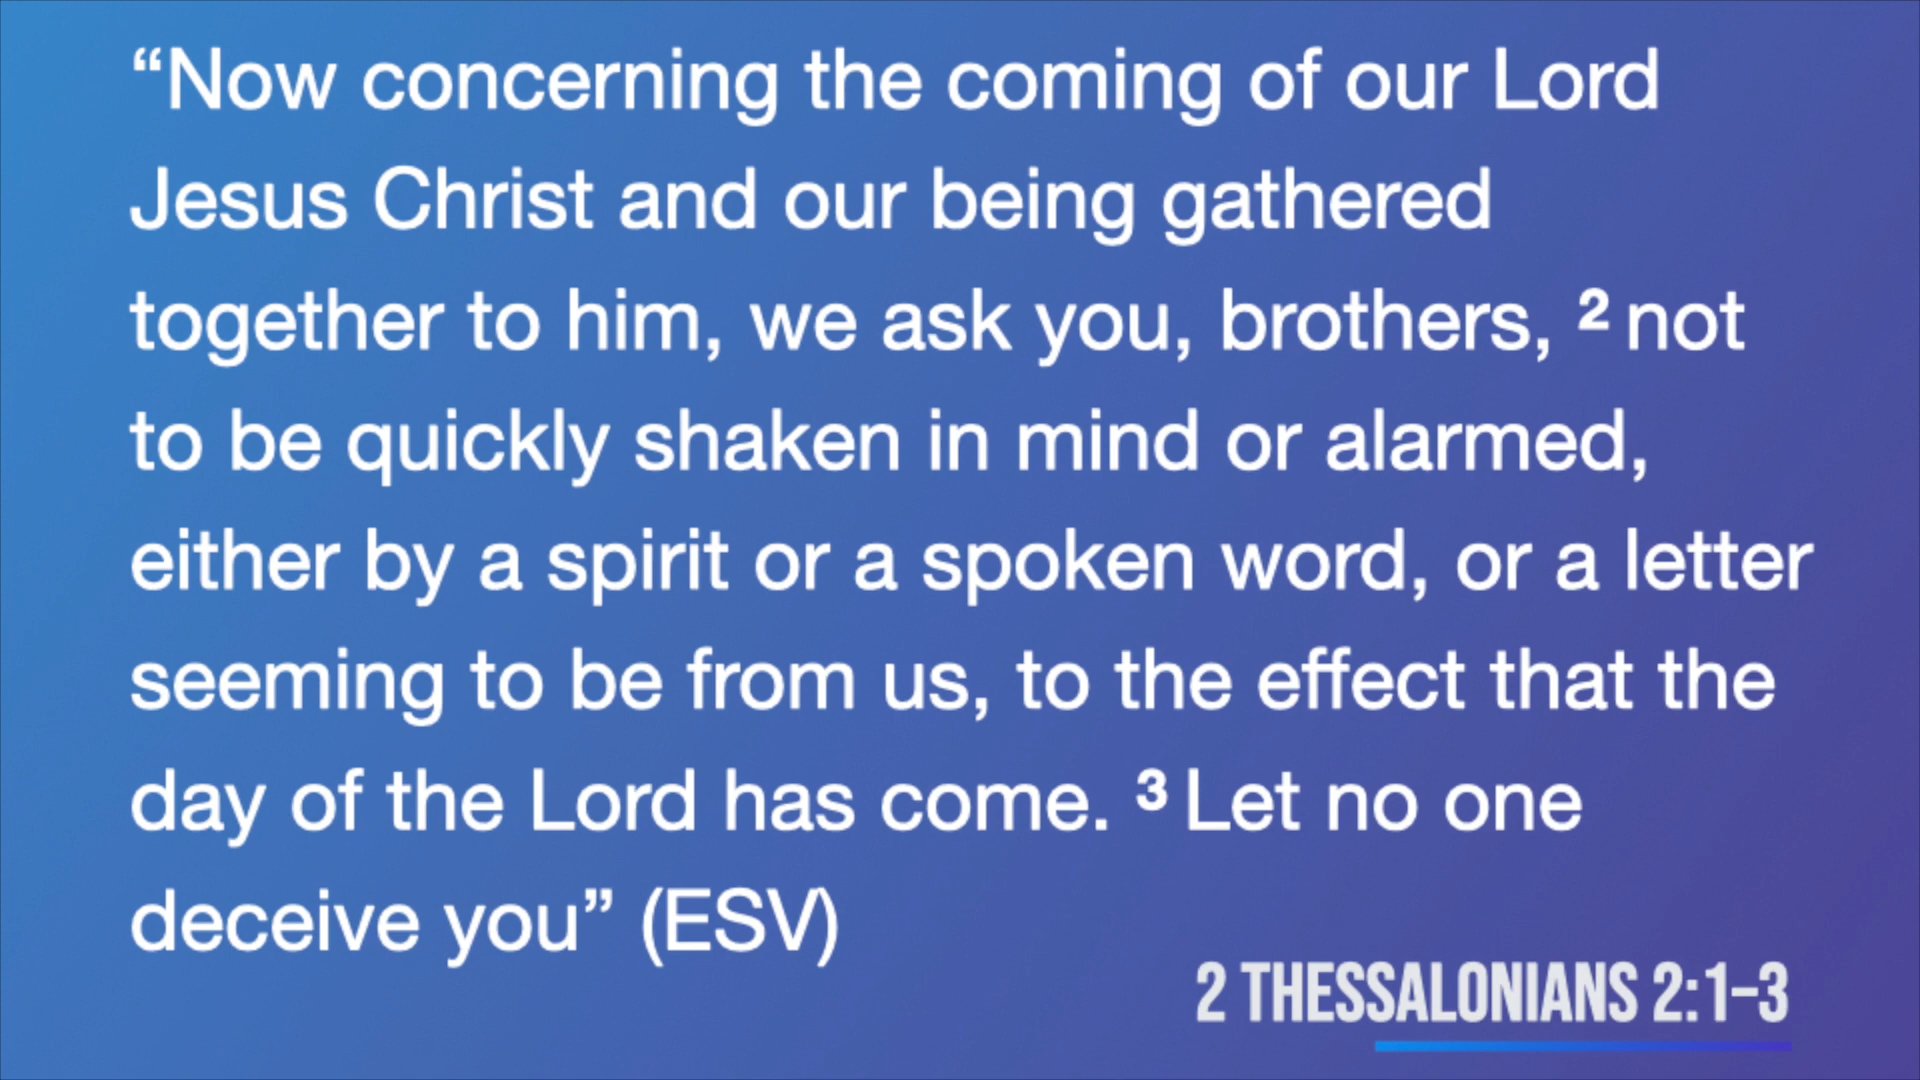 “Now concerning the coming of our Lord
Jesus Christ and our being gathered
together to him, we ask you, brothers, ² not
to be quickly shaken in mind or alarmed,
either by a spirit or a spoken word, or a letter
seeming to be from us, to the effect that the
day of the Lord has come. ³ Let no one
deceive you” (ESV)
2 THESSALONIANS 2:1–3